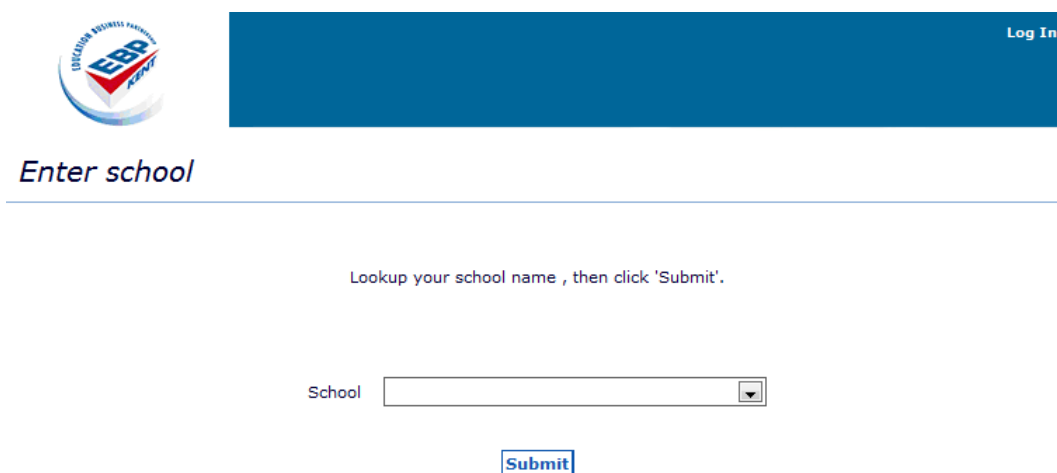 EDUCATION BUSINESS PARTNERSHIP
EBP
KENT
Log In
Enter school
Lookup your school name , then click 'Submit'.
School
Submit